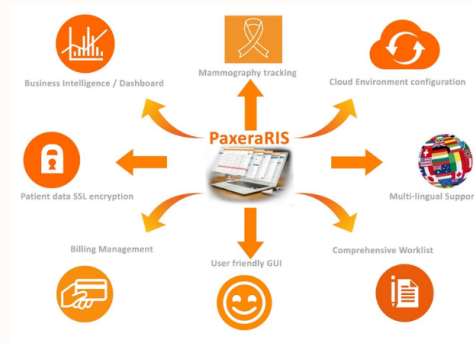 Mammography tracking
Business Intelligence / Dashboard
Cloud Environment configuration
PaxeraRIS
Patient data SSL encryption
Multi-lingual Suppor
Billing Management
User friendly GUI
Comprehensive Worklist